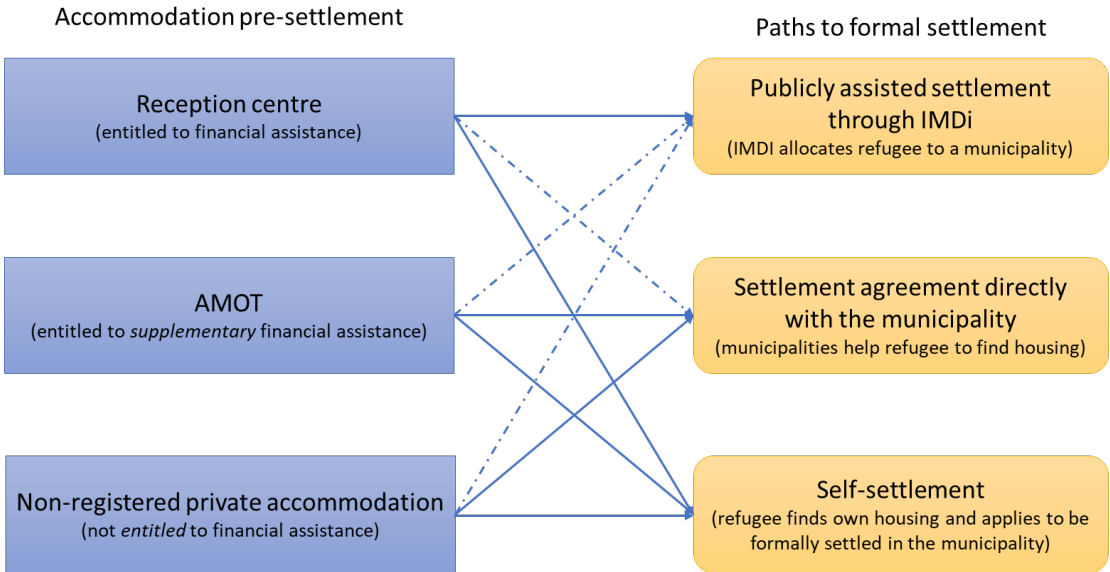 Accommodation pre-settlement
Paths to formal settlement
Reception centre
(entitled to financial assistance)
Publicly assisted settlement
through IMDi
(IMDI allocates refugee to a municipality)
AMOT
(entitled to supplementary financial assistance)
Settlement agreement directly
with the municipality
(municipalities help refugee to find housing)
Non-registered private accommodation
(not entitled to financial assistance)
Self-settlement
(refugee finds own housing and applies to be
formally settled in the municipality)